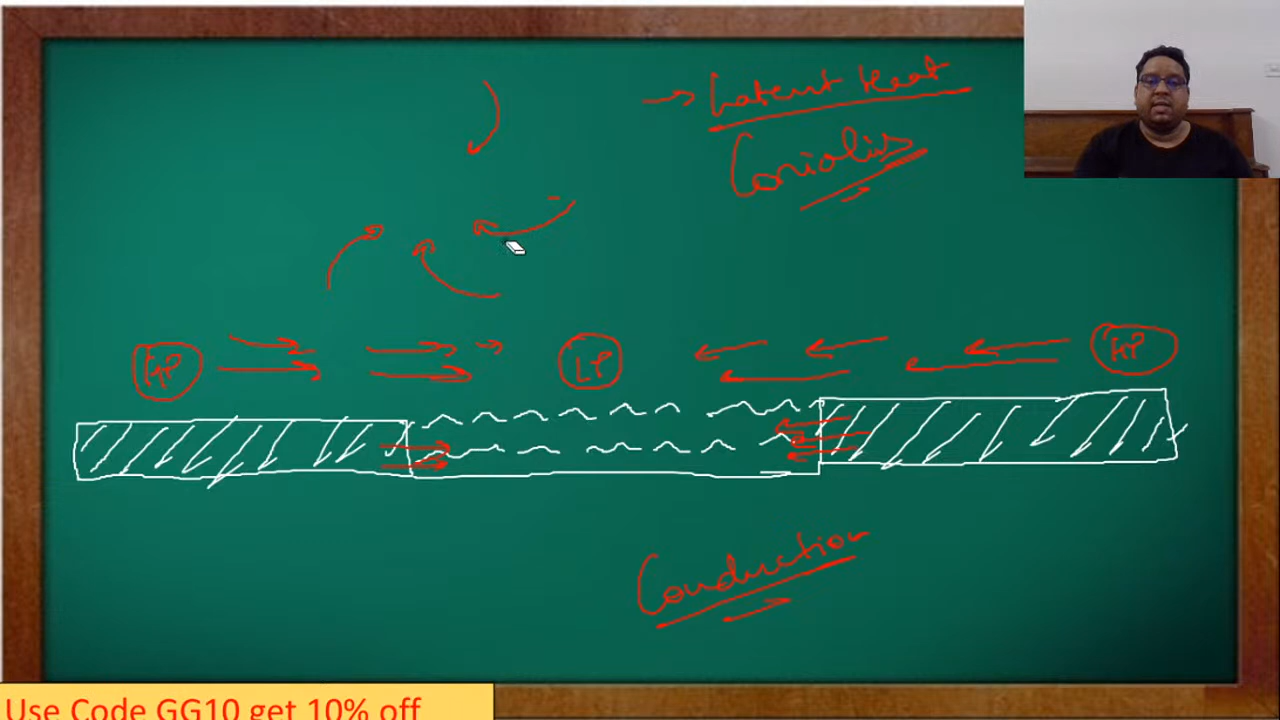 → Latent Heat
Coriolis
HP
LP
HP
Conduction
Use Code GG10 get 10% off